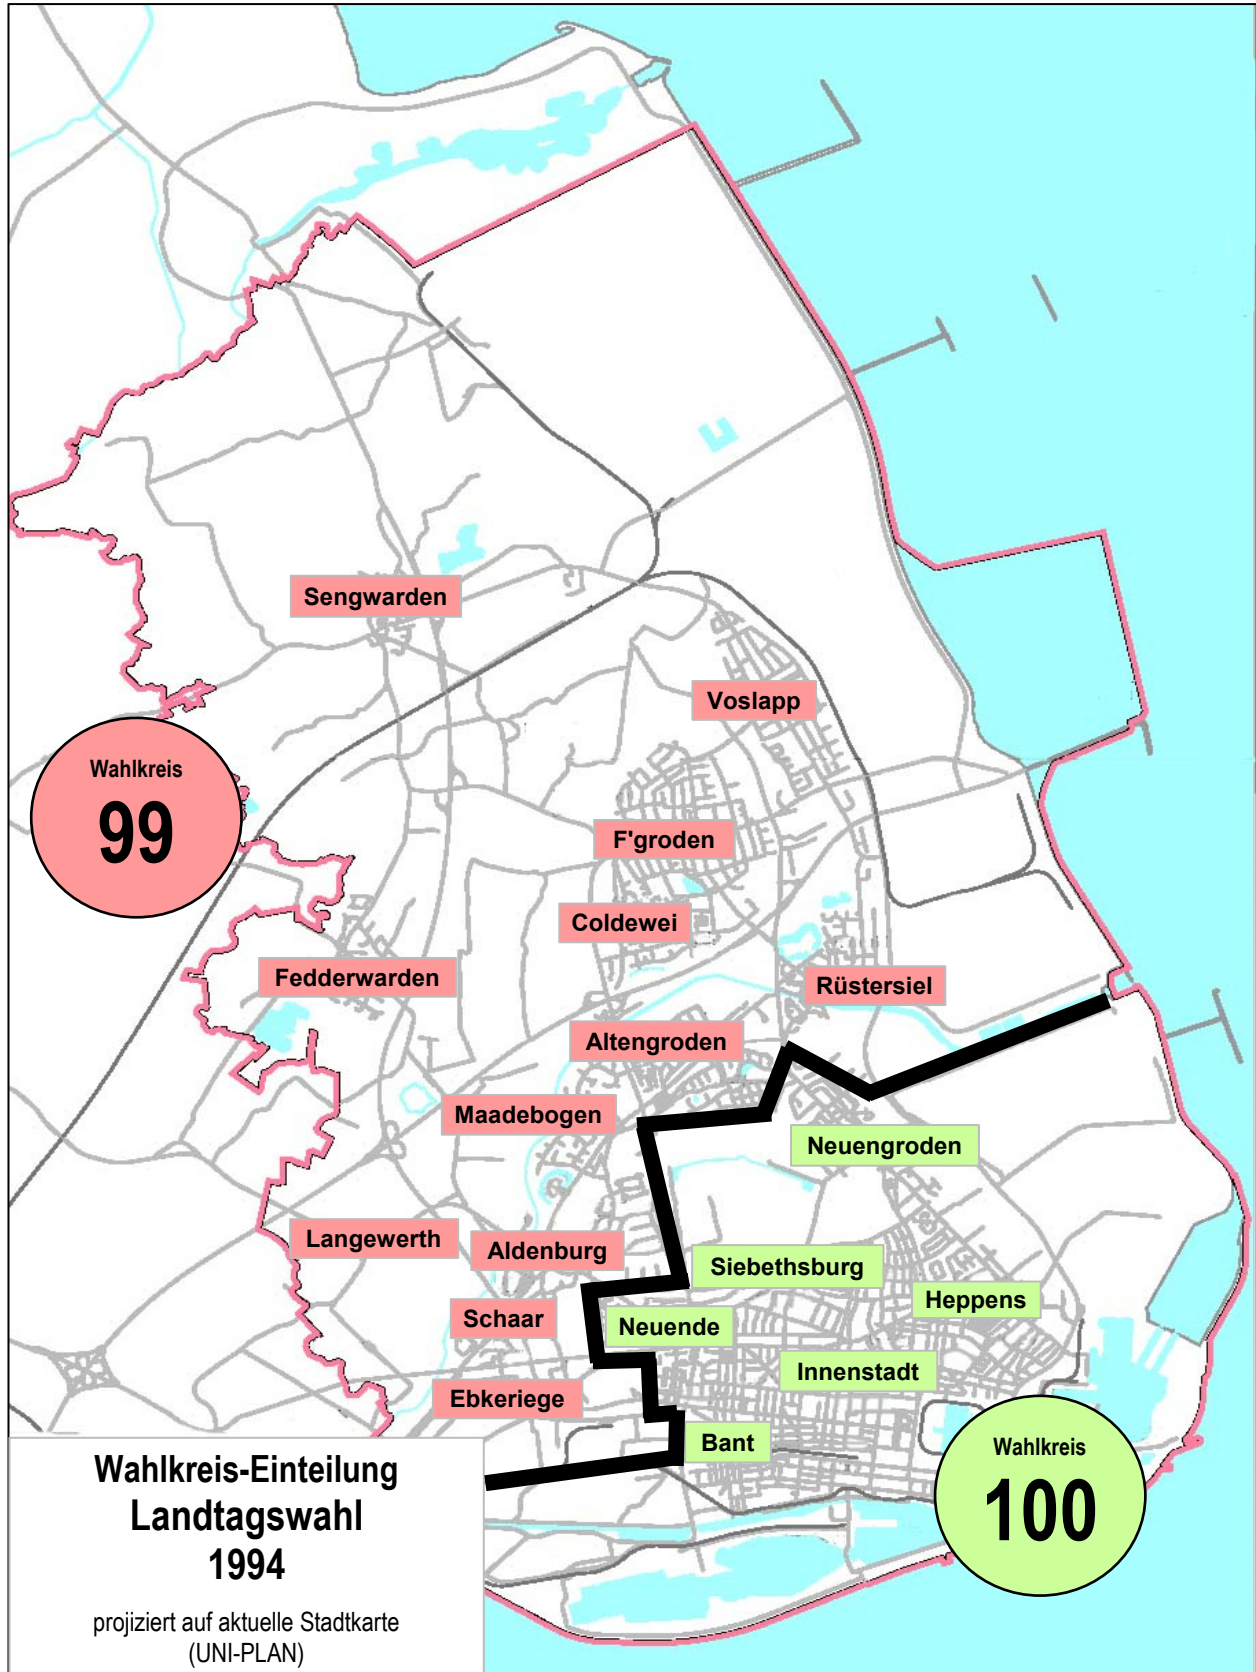 Sengwarden
Voslapp
Wahlkreis
99
F'groden
Coldewei
Fedderwarden
Rüstersiel
Altengroden
Maadebogen
Neuengroden
Langewerth
Aldenburg
Siebethsburg
Heppens
Schaar
Neuende
Innenstadt
Ebkeriege
Bant
Wahlkreis
100
Wahlkreis-Einteilung
Landtagswahl
1994
projiziert auf aktuelle Stadtkarte
(UNI-PLAN)